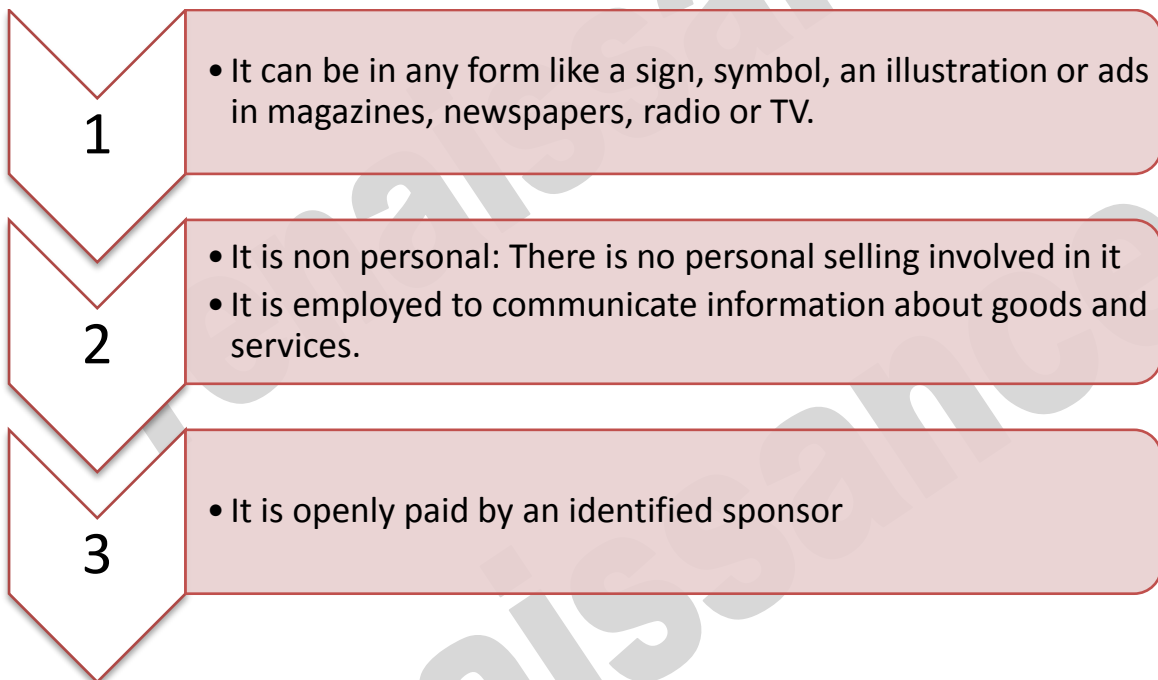 1
• It can be in any form like a sign, symbol, an illustration or ads
in magazines, newspapers, radio or TV.
2
• It is non personal: There is no personal selling involved in it
• It is employed to communicate information about goods and
services.
3
• It is openly paid by an identified sponsor